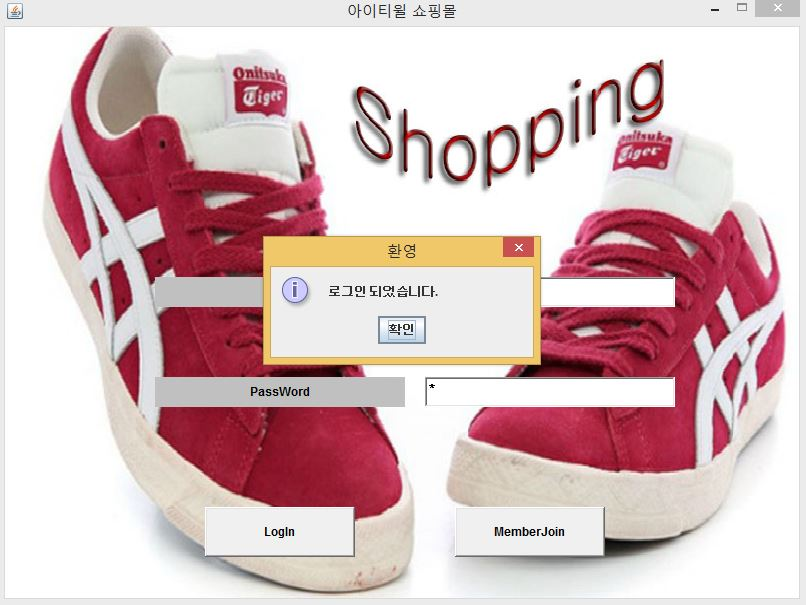 아이티윌 쇼핑몰
Onitsuka
Tiger
Shopping
Onitsuka
Tiger
환영
로그인 되었습니다.
확인
PassWord
*
LogIn
MemberJoin